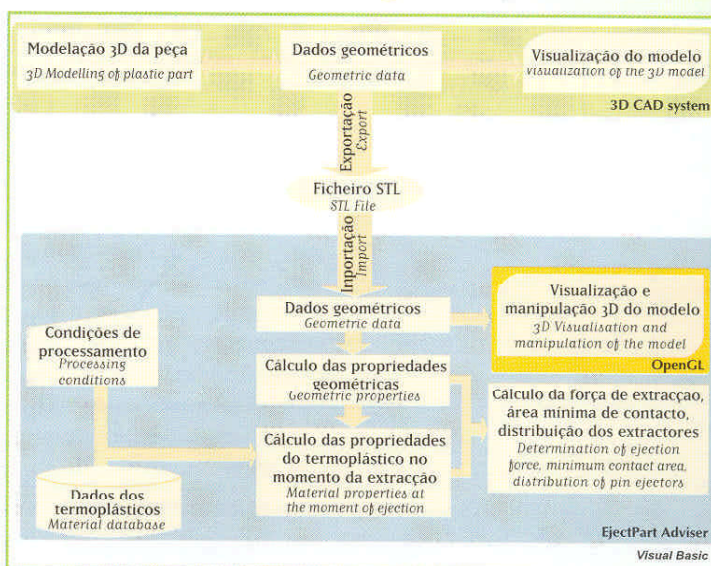 Modelação 3D da peça
3D Modelling of plastic part
Dados geométricos
Geometric data
Visualização do modelo
Visualization of the 3D model
3D CAD system
Exportação
Export
Ficheiro STL
STL File
Inportação
Import
Dados geométricos
Geometric data
Visualização e
manipulação 3D do modelo
3D Visualisation and
manipulation of the model
OpenGL
Condições de
processamento
Processing
conditions
Cálculo das propriedades
geométricas
Geometric properties
Cálculo da força de extracçao,
área mínima de contacto,
distribuição dos extractores
Determination of ejection
force, minimum contact area,
distribution of pin ejectors
Cálculo das propriedades
do termoplástico no
momento da extracção
Material properties at
the moment of ejection
Dados dos
termoplásticos
Material database
EjectPart Adviser
Visual Basic